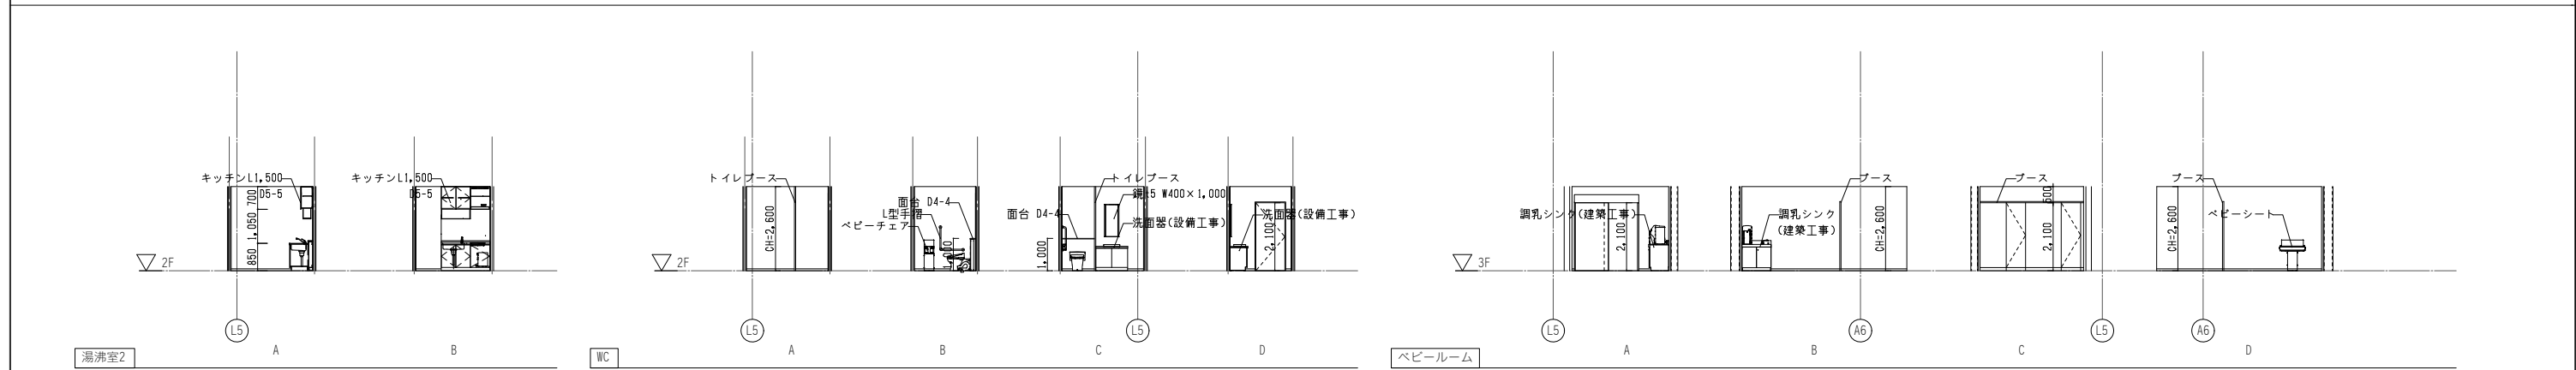 キッチンL1,500
D5-5
700
1,050
850
2F
L5
A
キッチンL1,500
D5-5
B
湯沸室2
トイレブース
CH=2,600
2F
L5
A
面台 D4-4
L型手摺
ベビーチェア
B
トイレブース
鏡t5 W400×1,000
面台 D4-4
洗面器(設備工事)
1,000
L5
C
洗面器(設備工事)
2,100
D
WC
調乳シンク(建築工事)
2,100
3F
L5
A
ブース
調乳シンク
(建築工事)
CH=2,600
A6
B
ブース
500
2,100
L5
C
ブース
ベビーシート
CH=2,600
A6
D
ベビールーム